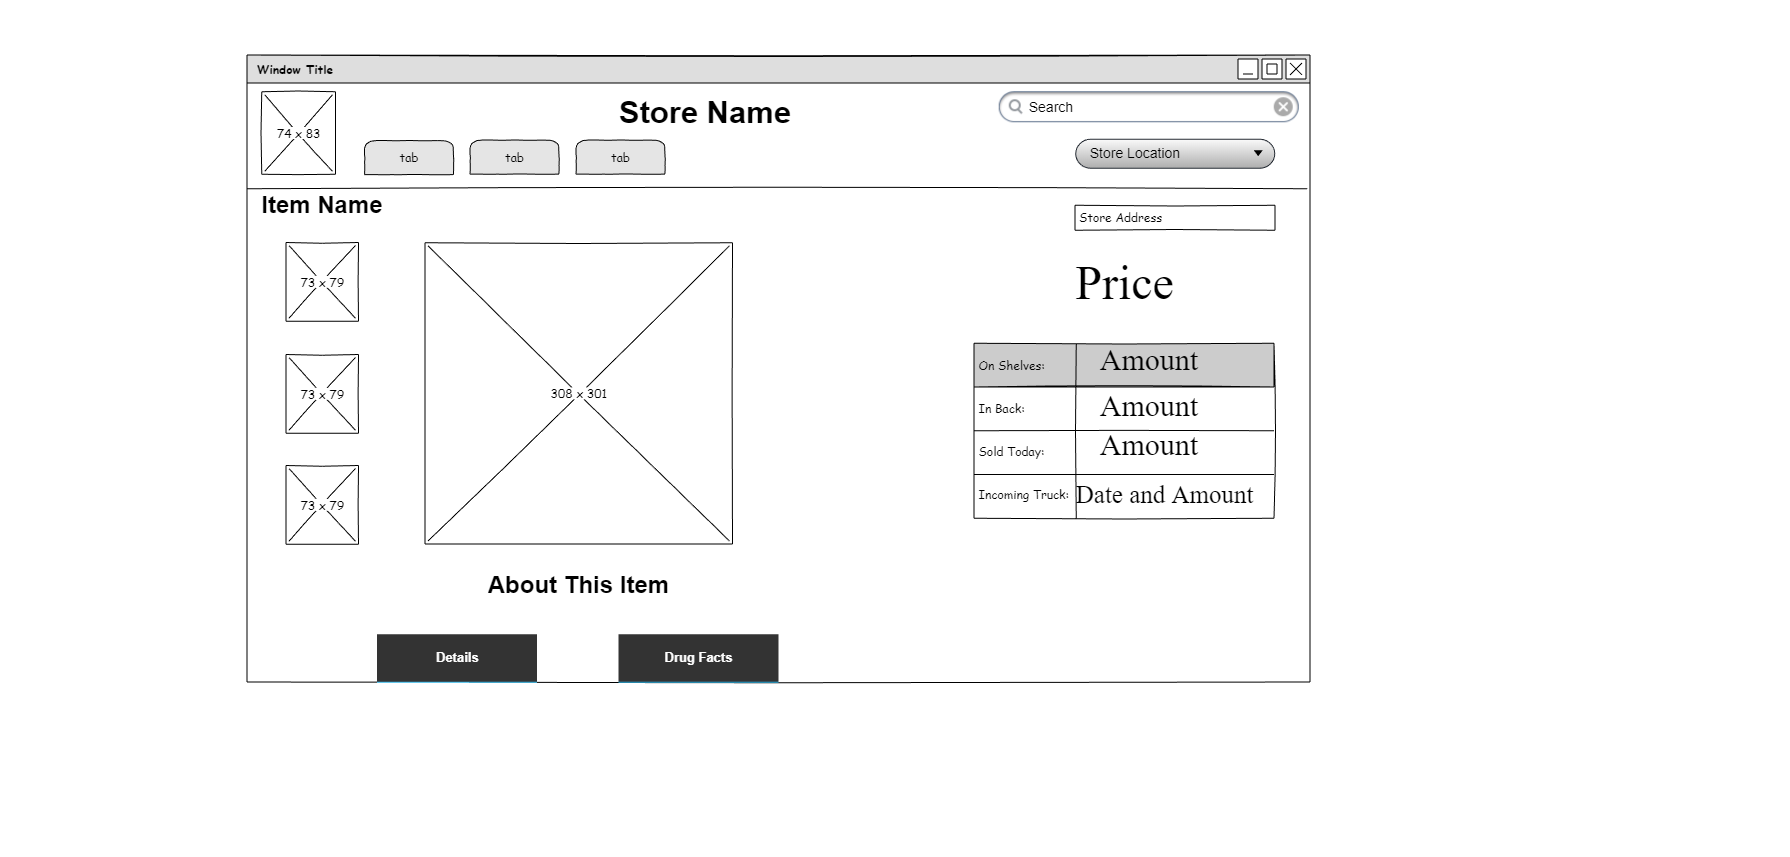 Window Title
74 x 83
Store Name
Search
tab
tab
tab
Store Location
Item Name
Store Address
73 x 79
308 x 301
73 x 79
73 x 79
Price
On Shelves: Amount
In Back: Amount
Sold Today: Amount
Incoming Truck: Date and Amount
About This Item
Details
Drug Facts